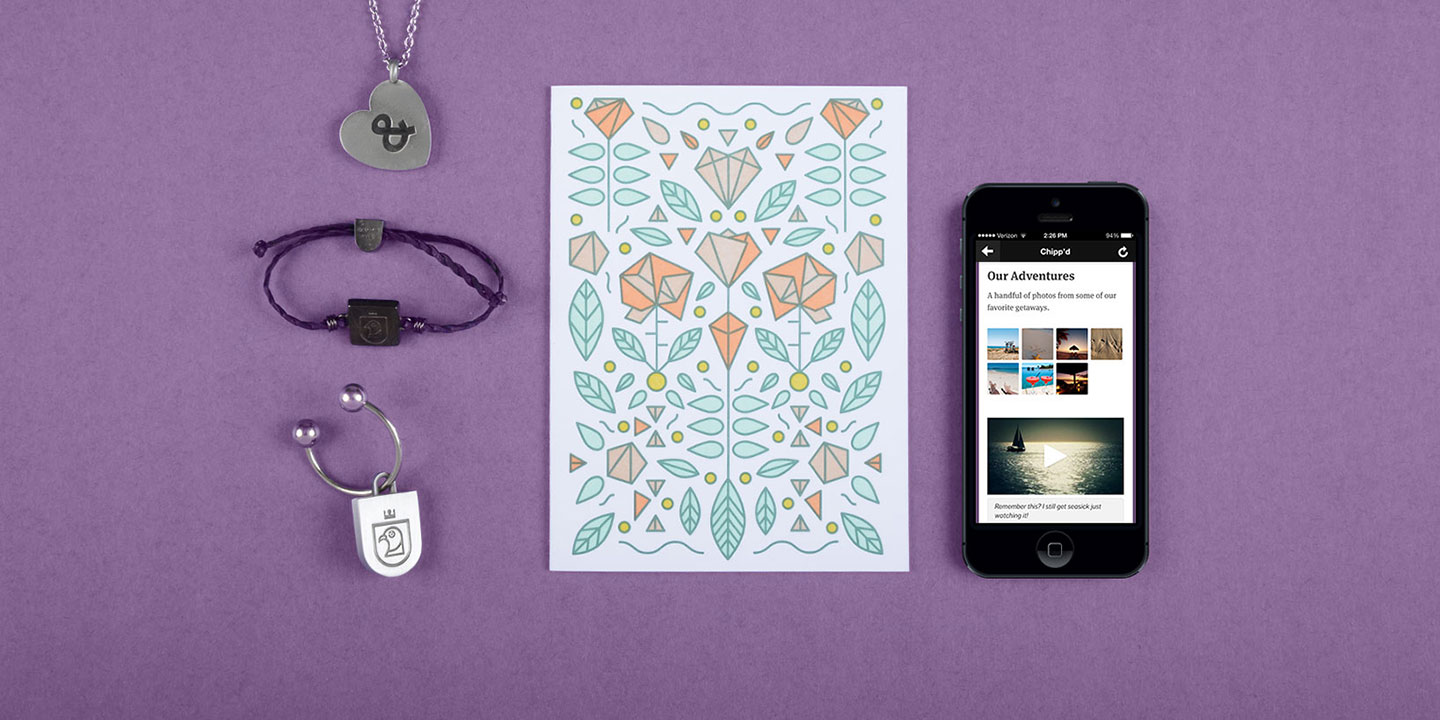 &
Verizon 2:26 PM 94%
Chipp'd
Our Adventures
A handful of photos from some of our
favorite getaways.
Remember this? I still get seasick just
watching it!